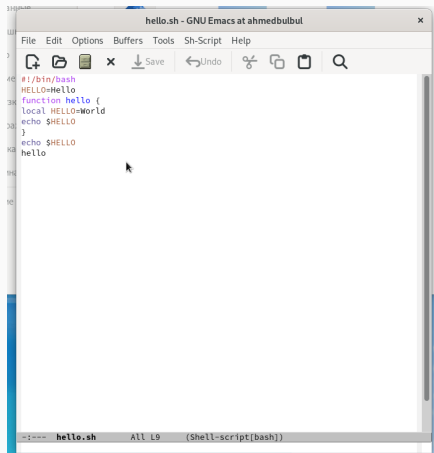 hello.sh - GNU Emacs at ahmedbulbul
File Edit Options Buffers Tools Sh-Script Help
Save Undo
#!/bin/bash
HELLO=Hello
function hello {
local HELLO=World
echo $HELLO
}
echo $HELLO
hello
-:--- hello.sh All L9 (Shell-script[bash])